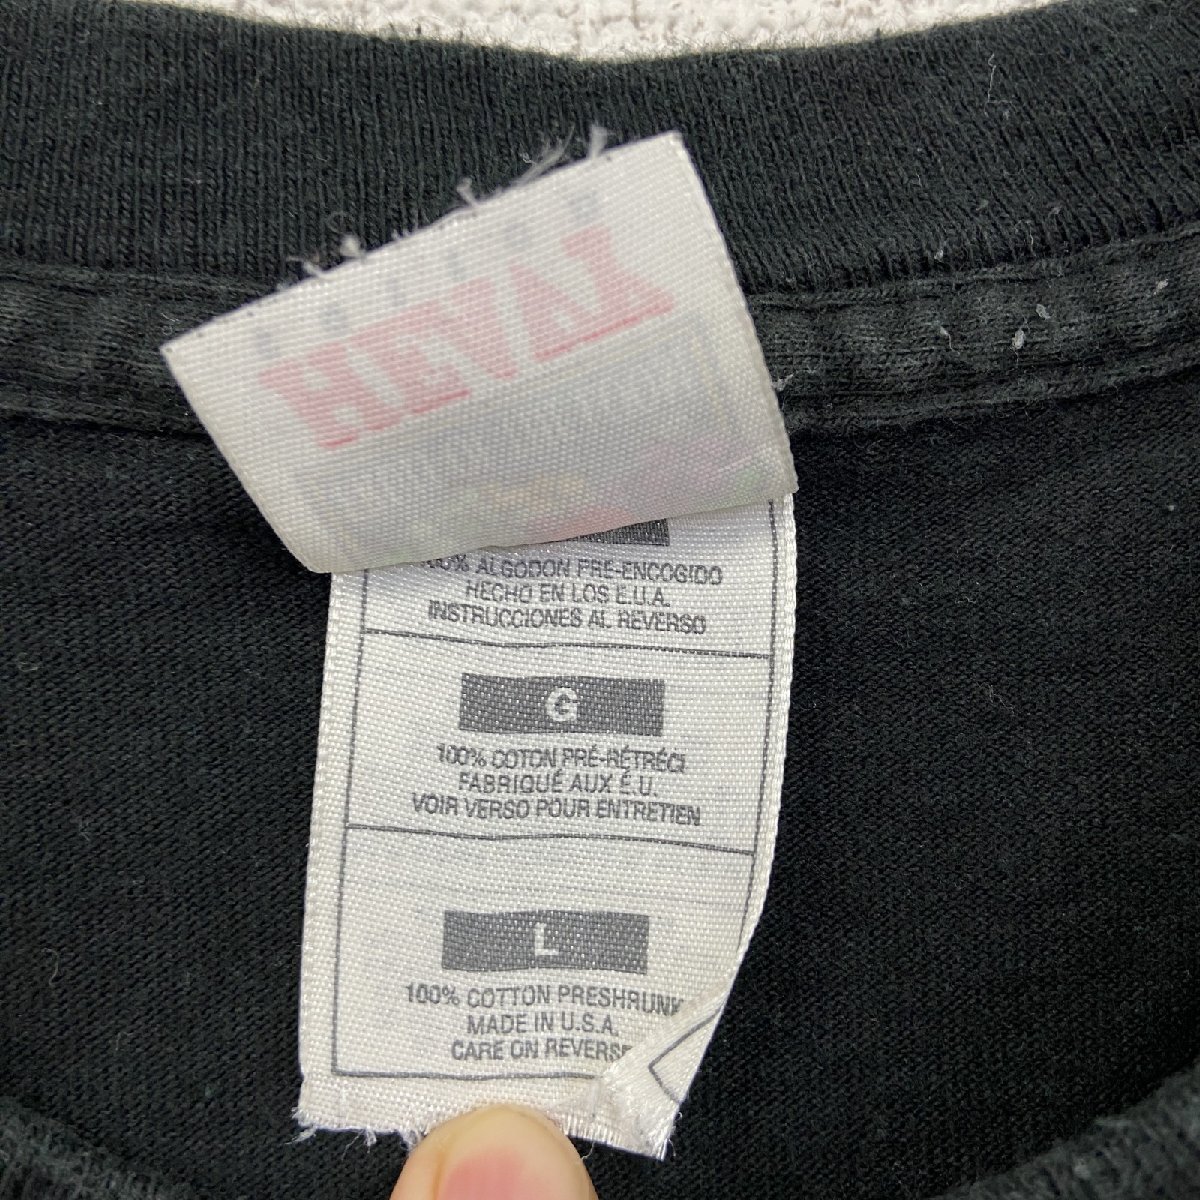 100% ALGODON PRE-ENCOGIDO
HECHO EN LOS E.U.A.
INSTRUCCIONES AL REVERSO
G
100% COTON PRÉ-RÉTRÉCI
FABRIQUÉ AUX É.U.
VOIR VERSO POUR ENTRETIEN
L
100% COTTON PRESHRUNK
MADE IN U.S.A.
CARE ON REVERSE